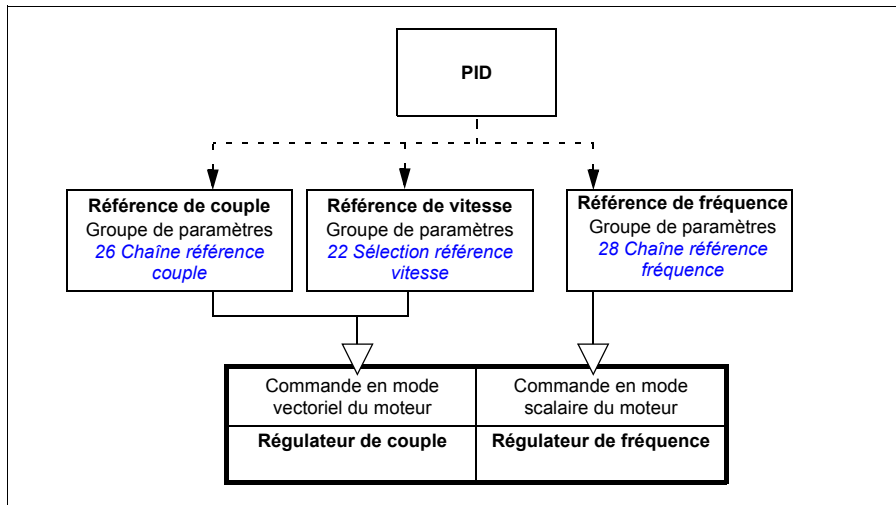 PID
Référence de couple
Groupe de paramètres
26 Chaîne référence
couple
Référence de vitesse
Groupe de paramètres
22 Sélection référence
vitesse
Référence de fréquence
Groupe de paramètres
28 Chaîne référence
fréquence
Commande en mode
vectoriel du moteur
Commande en mode
scalaire du moteur
Régulateur de couple
Régulateur de fréquence